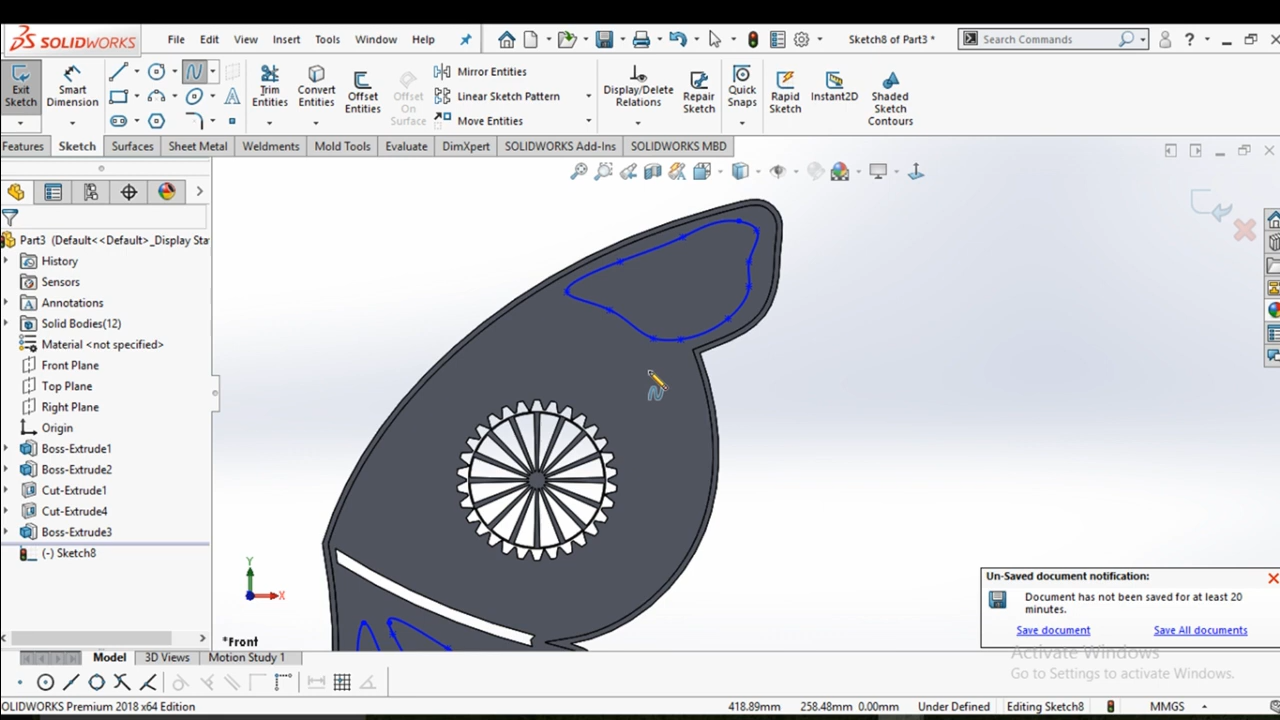 SOLIDWORKS File Edit View Insert Tools Window Help Sketch8 of Part3 * Search Commands ?
Exit Sketch
Smart Dimension
Trim Entities
Convert Entities
Offset Entities
Offset On Surface
Mirror Entities
Linear Sketch Pattern
Move Entities
Display/Delete Relations
Repair Sketch
Quick Snaps
Rapid Sketch
Instant2D
Shaded Sketch Contours
Features Sketch Surfaces Sheet Metal Weldments Mold Tools Evaluate DimXpert SOLIDWORKS Add-Ins SOLIDWORKS MBD
Part3 (Default<<Default>_Display Sta
History
Sensors
Annotations
Solid Bodies(12)
Material <not specified>
Front Plane
Top Plane
Right Plane
Origin
Boss-Extrude1
Boss-Extrude2
Cut-Extrude1
Cut-Extrude4
Boss-Extrude3
(-) Sketch8
Y
X
*Front
Un-Saved document notification:
Document has not been saved for at least 20
minutes.
Save document Save All documents
Activate Windows
Go to Settings to activate Windows.
Model 3D Views Motion Study 1
OLIDWORKS Premium 2018 x64 Edition 418.89mm 258.48mm 0.00mm Under Defined Editing Sketch8 MMGS